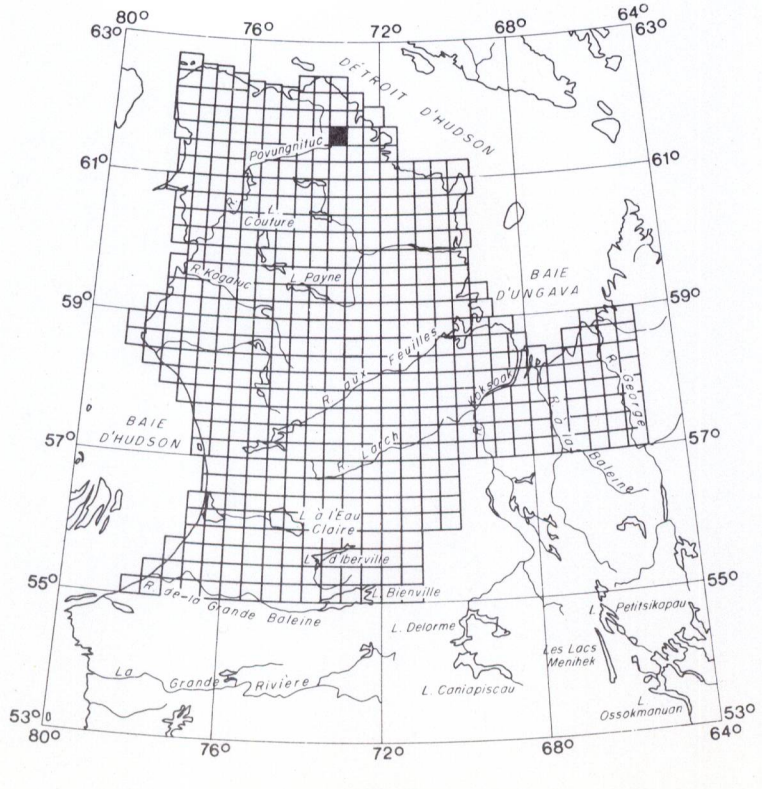 80° 76° 72° 68° 64°
63° 63°
DÉTROIT D'HUDSON
Povungnituc
61° 61°
R.
L.
Couture
BAIE
D'UNGAVA
R. Kogaluc
L. Payne
59° 59°
R. aux Feuilles
Koksoak
R.
R. George
R. à la
Baleine
BAIE
D'HUDSON
57° 57°
R. Larch
L. à l'Eau
Claire
L. d'Iberville
55° 55°
R. de-la Grande Baleine
L. Bienville
L. Petitsikapau
L. Delorme
Les Lacs
Menihek
La Grande Rivière
L. Caniapiscau
L.
Ossokmanuan
53° 53°
80° 76° 72° 68° 64°